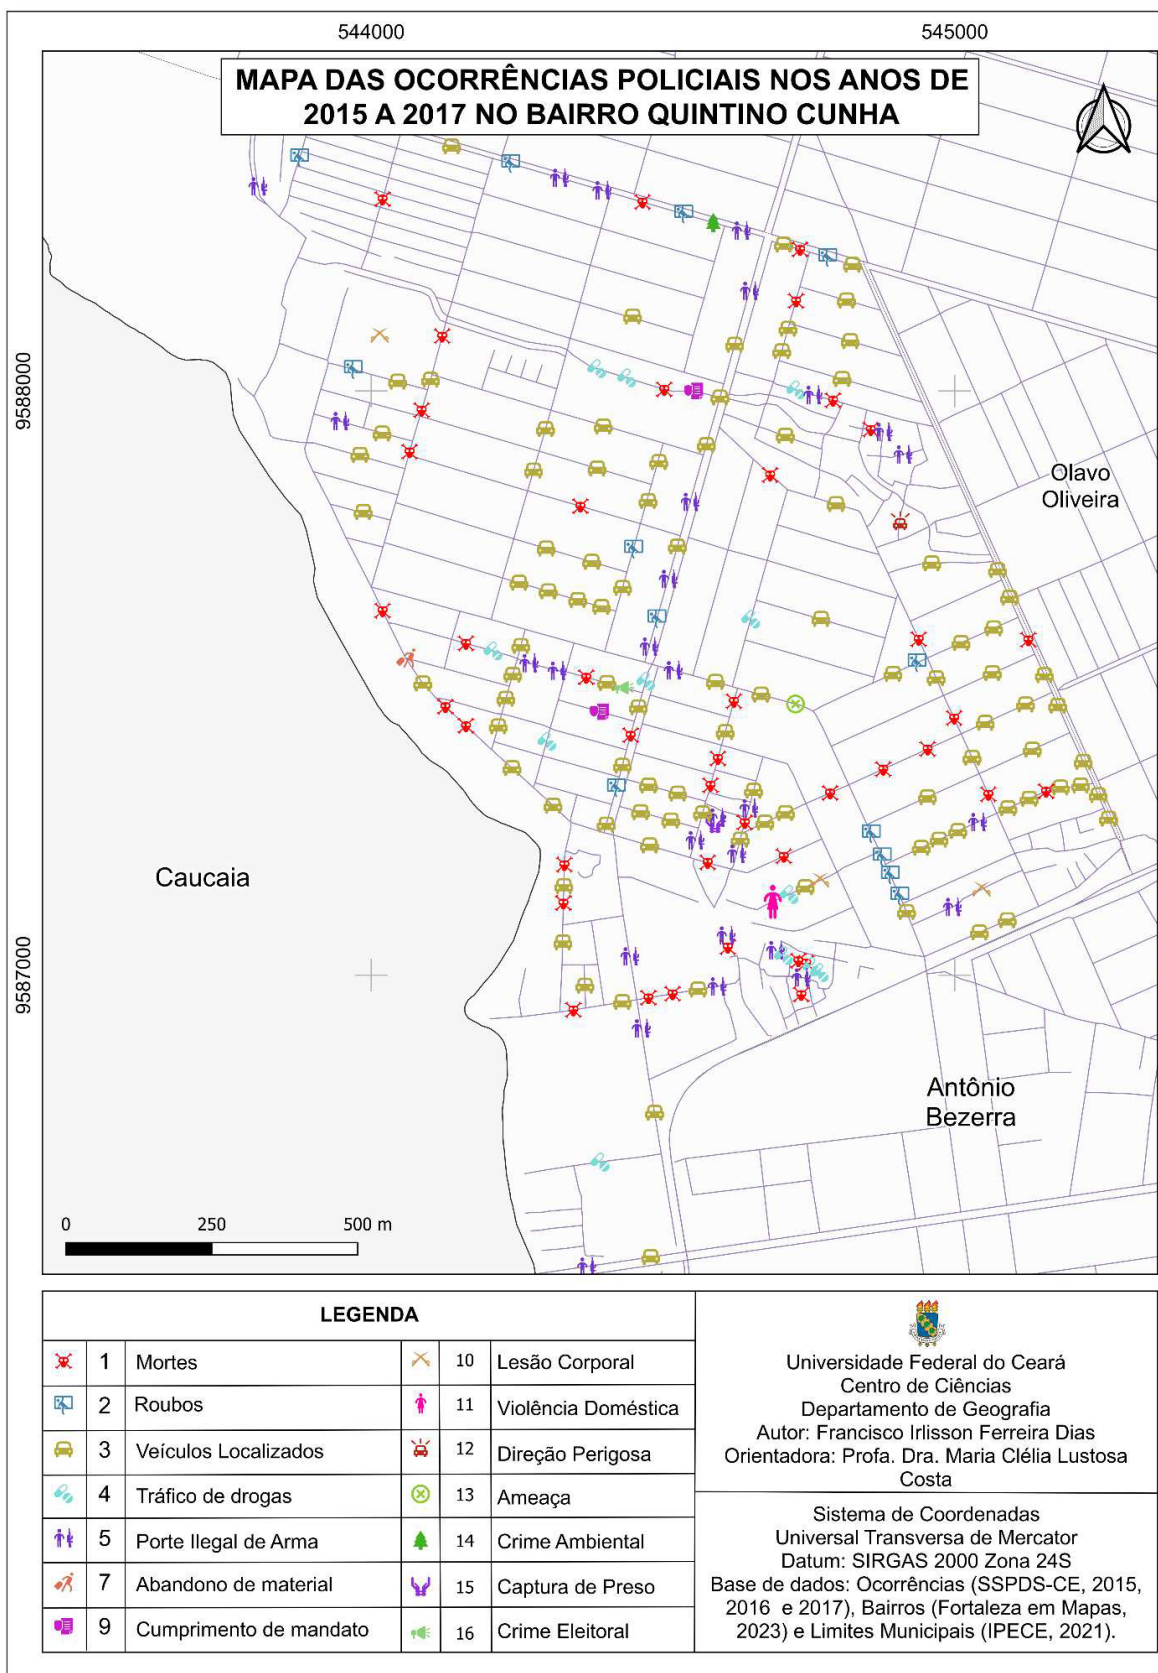 544000
545000
MAPA DAS OCORRÊNCIAS POLICIAIS NOS ANOS DE
2015 A 2017 NO BAIRRO QUINTINO CUNHA
9588000
Olavo
Oliveira
Caucaia
9587000
Antônio
Bezerra
0 250 500 m
LEGENDA
1 Mortes
2 Roubos
3 Veículos Localizados
4 Tráfico de drogas
5 Porte Ilegal de Arma
7 Abandono de material
9 Cumprimento de mandato
10 Lesão Corporal
11 Violência Doméstica
12 Direção Perigosa
13 Ameaça
14 Crime Ambiental
15 Captura de Preso
16 Crime Eleitoral
Universidade Federal do Ceará
Centro de Ciências
Departamento de Geografia
Autor: Francisco Irlisson Ferreira Dias
Orientadora: Profa. Dra. Maria Clélia Lustosa
Costa
Sistema de Coordenadas
Universal Transversa de Mercator
Datum: SIRGAS 2000 Zona 24S
Base de dados: Ocorrências (SSPDS-CE, 2015,
2016 e 2017), Bairros (Fortaleza em Mapas,
2023) e Limites Municipais (IPECE, 2021).